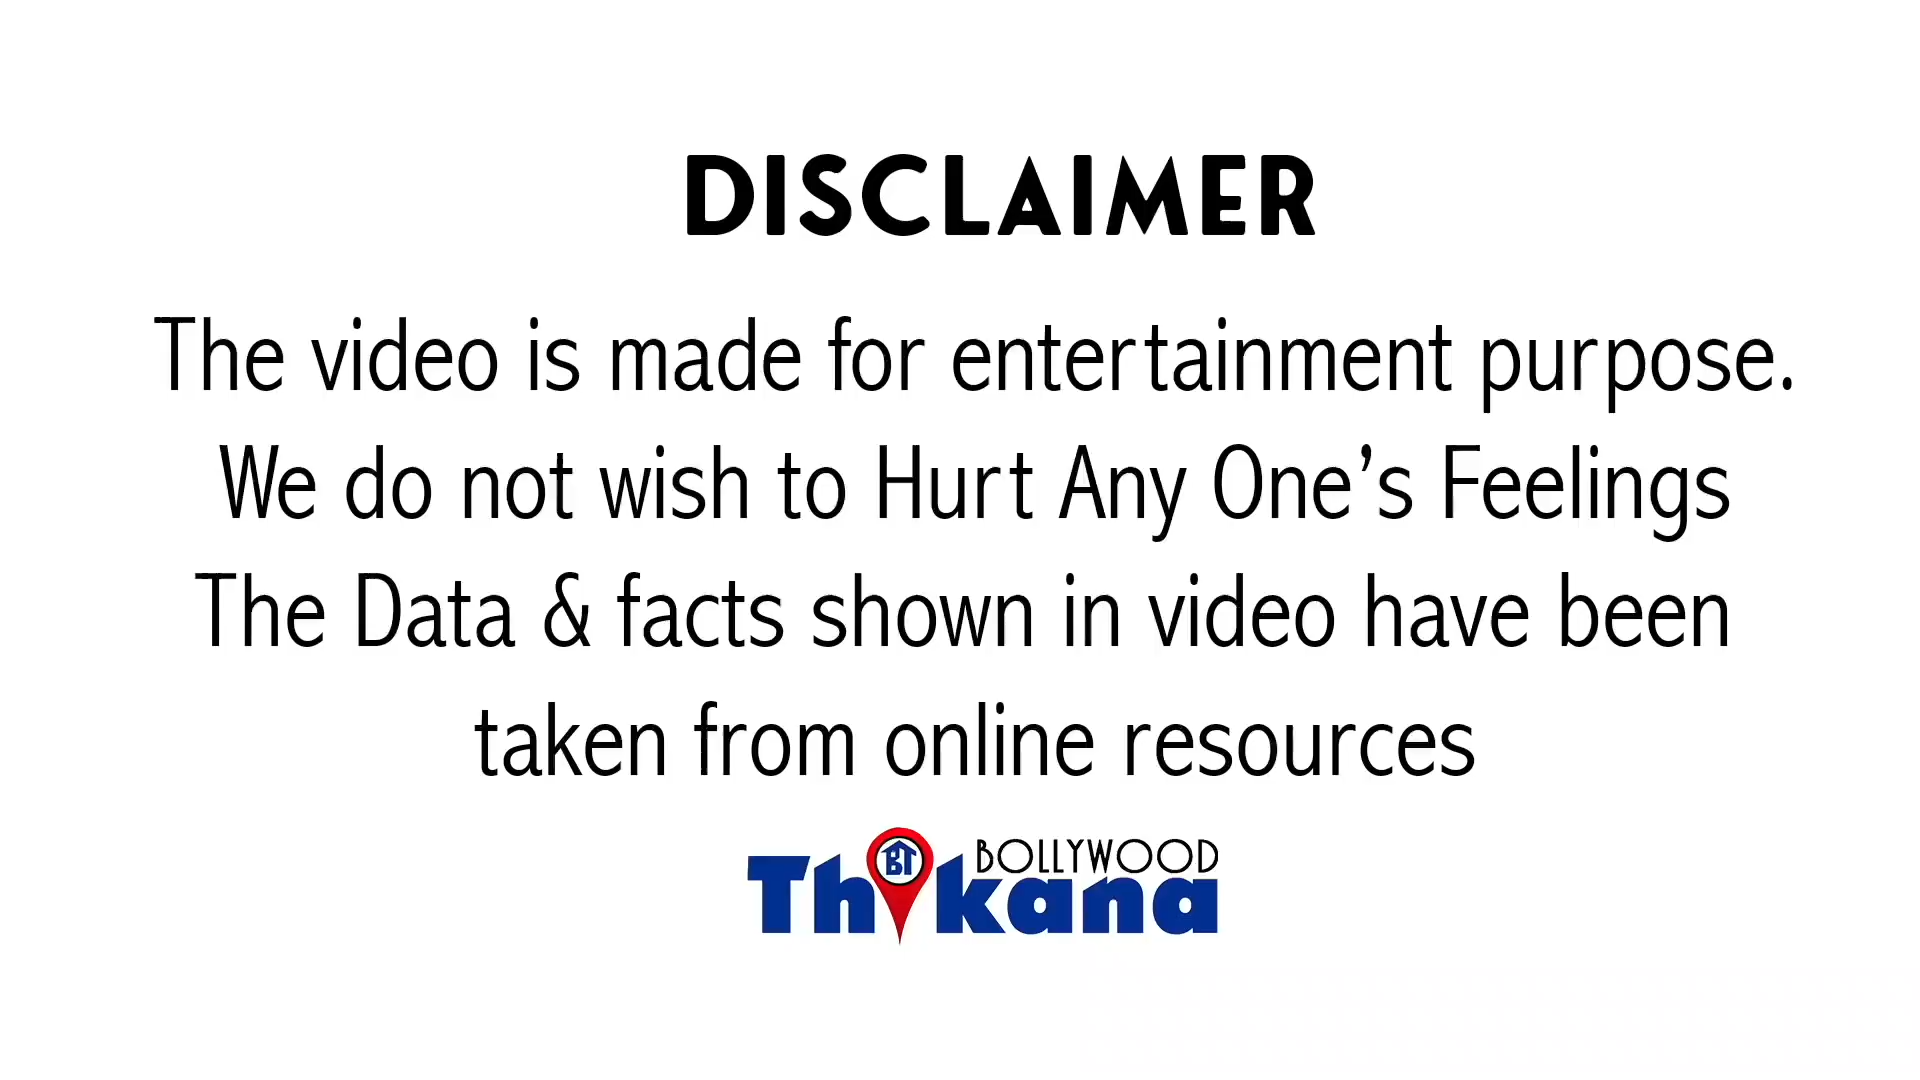 DISCLAIMER
The video is made for entertainment purpose.
We do not wish to Hurt Any One’s Feelings
The Data & facts shown in video have been
taken from online resources
BT
BOLLYWOOD
Thikana